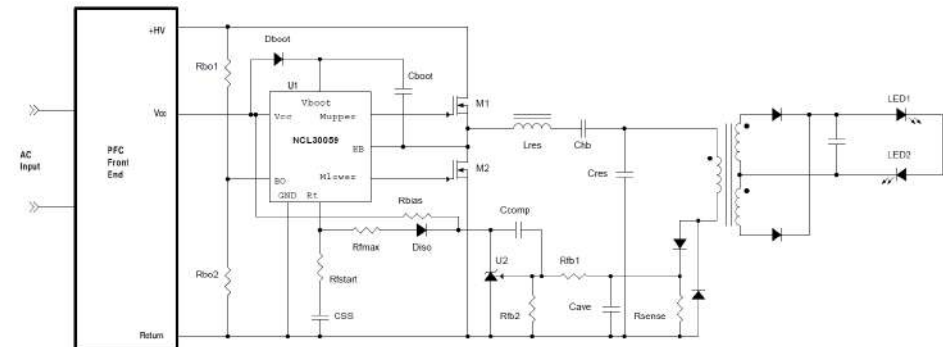 +HV
Dboot
Rbo1
Cboot
U1
Vboot
M1
LED1
Vcc
Vcc
Mupper
NCL30059
AC
Input
PFC
Front
End
HB
Lres
Chb
M2
LED2
Cres
BO
Mlower
GND
Rt
Rbias
Ccomp
Rfmax
Diso
U2
Rfb1
Rbo2
Rfstart
Rfb2
Cave
Rsense
CSS
Return